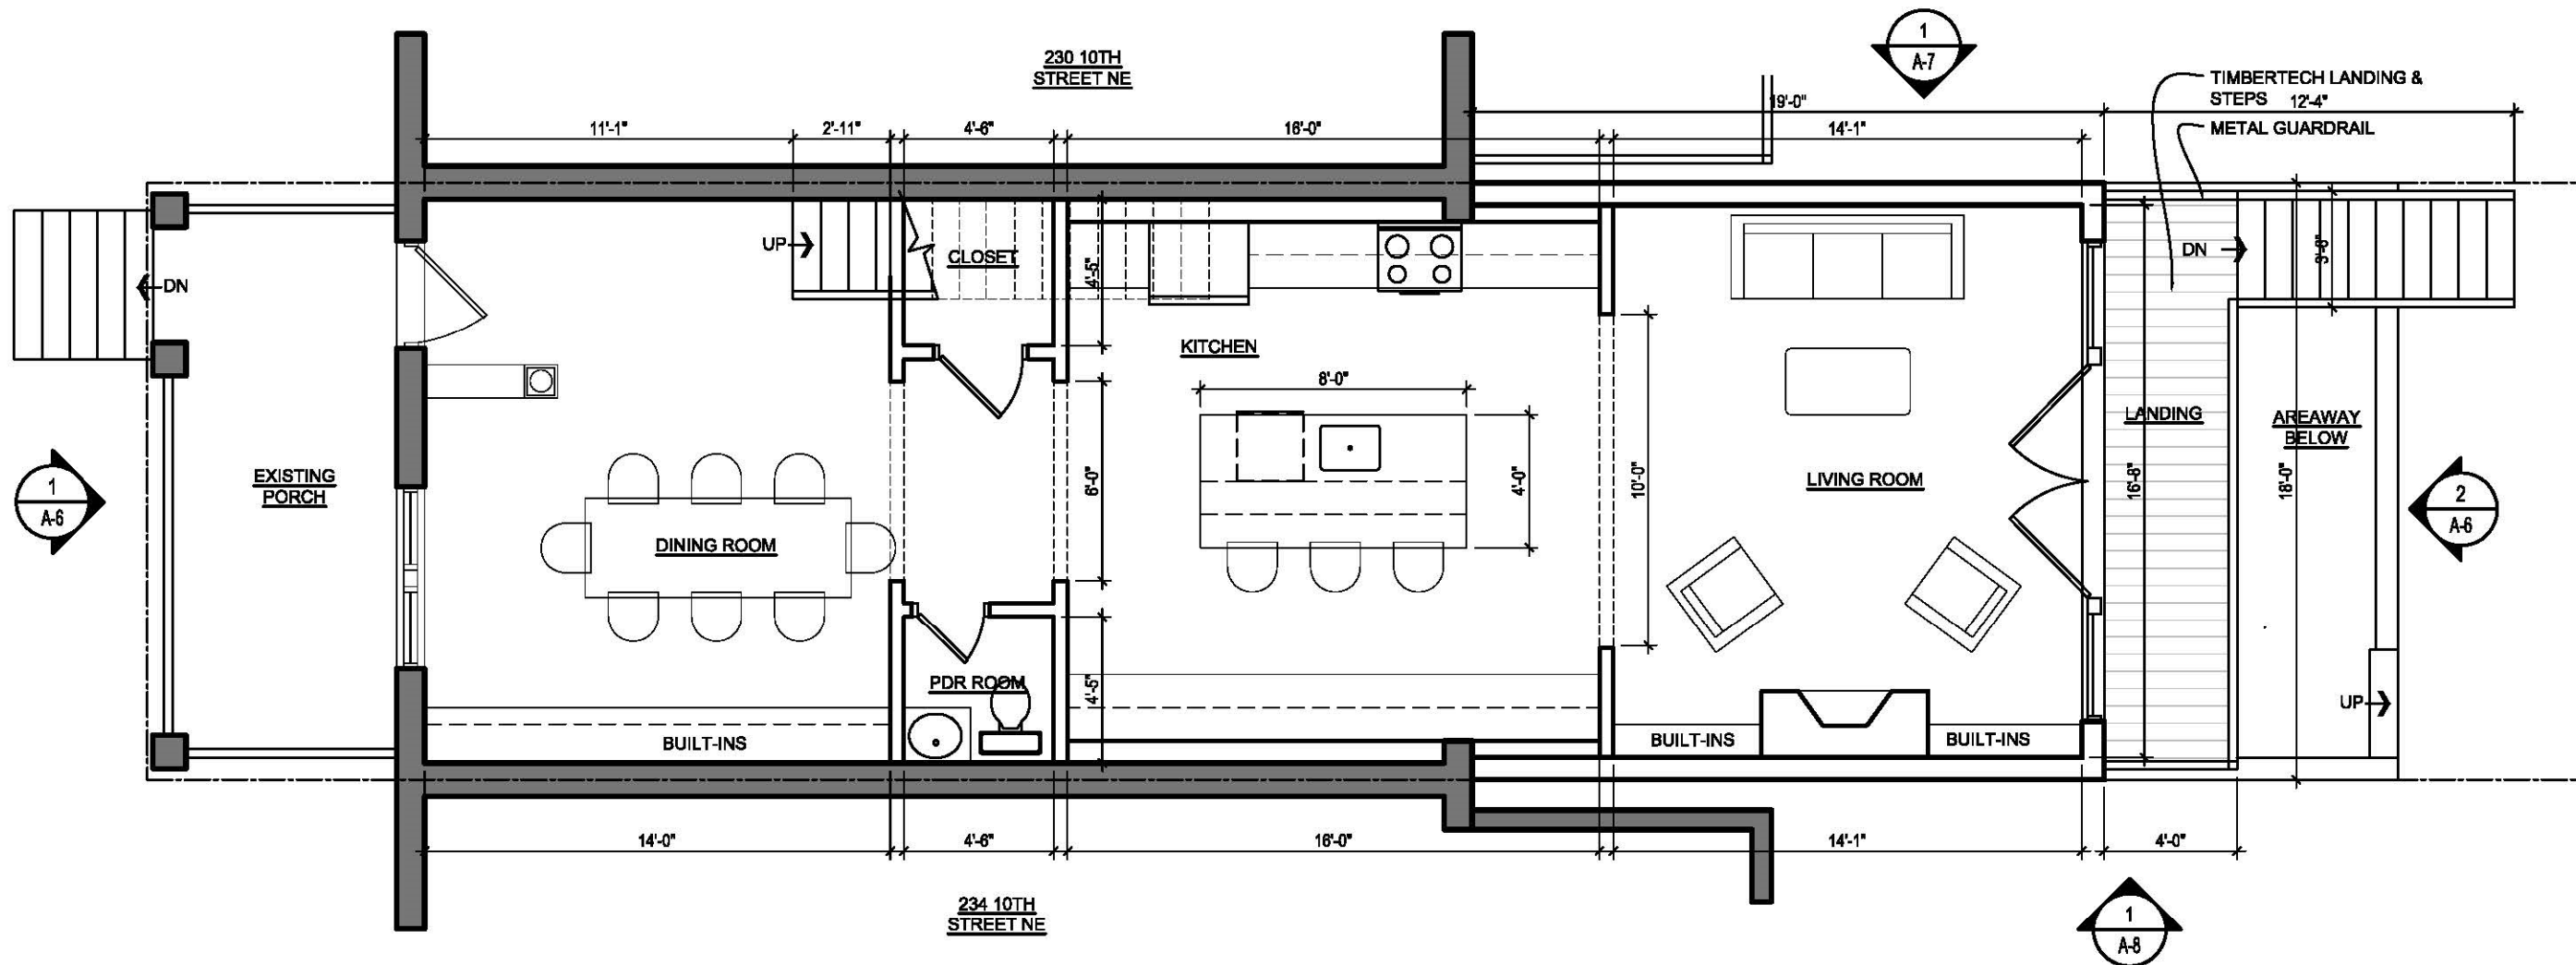 1
A-7
230 10TH
STREET NE
TIMBERTECH LANDING &
STEPS
19'-0"
12'-4"
METAL GUARDRAIL
11'-1"
2'-11"
4'-6"
16'-0"
14'-1"
UP
CLOSET
4'-5"
DN
3'-6"
DN
KITCHEN
8'-0"
LANDING
AREAWAY
BELOW
EXISTING
PORCH
1
A-6
6'-0"
4'-0"
10'-0"
LIVING ROOM
16'-8"
18'-0"
2
A-6
DINING ROOM
PDR ROOM
4'-5"
UP
BUILT-INS
BUILT-INS
BUILT-INS
14'-0"
4'-6"
16'-0"
14'-1"
4'-0"
234 10TH
STREET NE
1
A-8